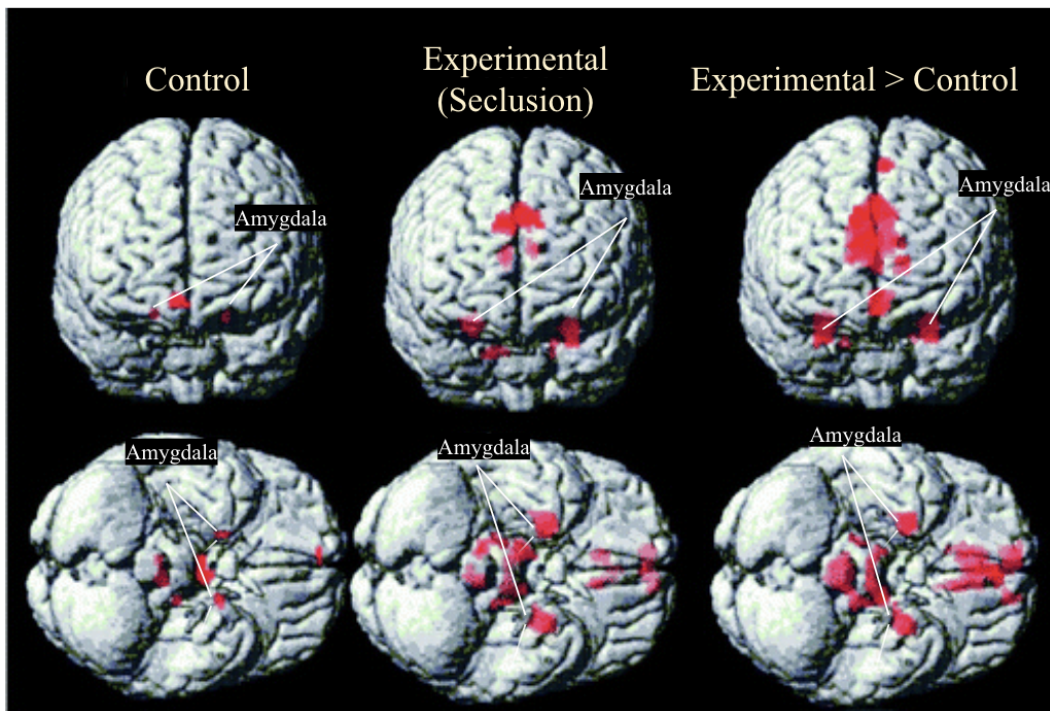 Control
Experimental
(Seclusion)
Experimental > Control
Amygdala
Amygdala
Amygdala
Amygdala
Amygdala
Amygdala